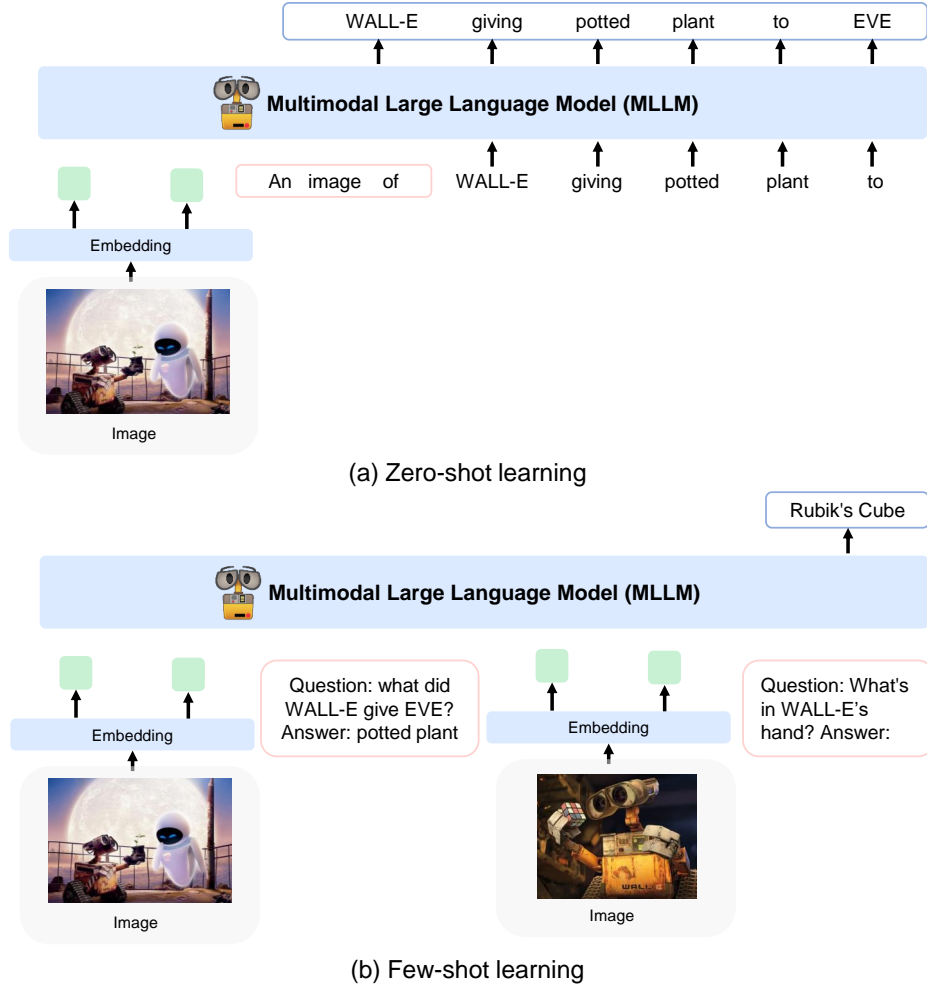 WALL-E giving potted plant to EVE
Multimodal Large Language Model (MLLM)
An image of WALL-E giving potted plant to
Embedding
Image
(a) Zero-shot learning
Rubik's Cube
Multimodal Large Language Model (MLLM)
Question: what did
WALL-E give EVE?
Answer: potted plant
Question: What's
in WALL-E’s
hand? Answer:
Embedding
Embedding
WALL·E
Image
Image
(b) Few-shot learning